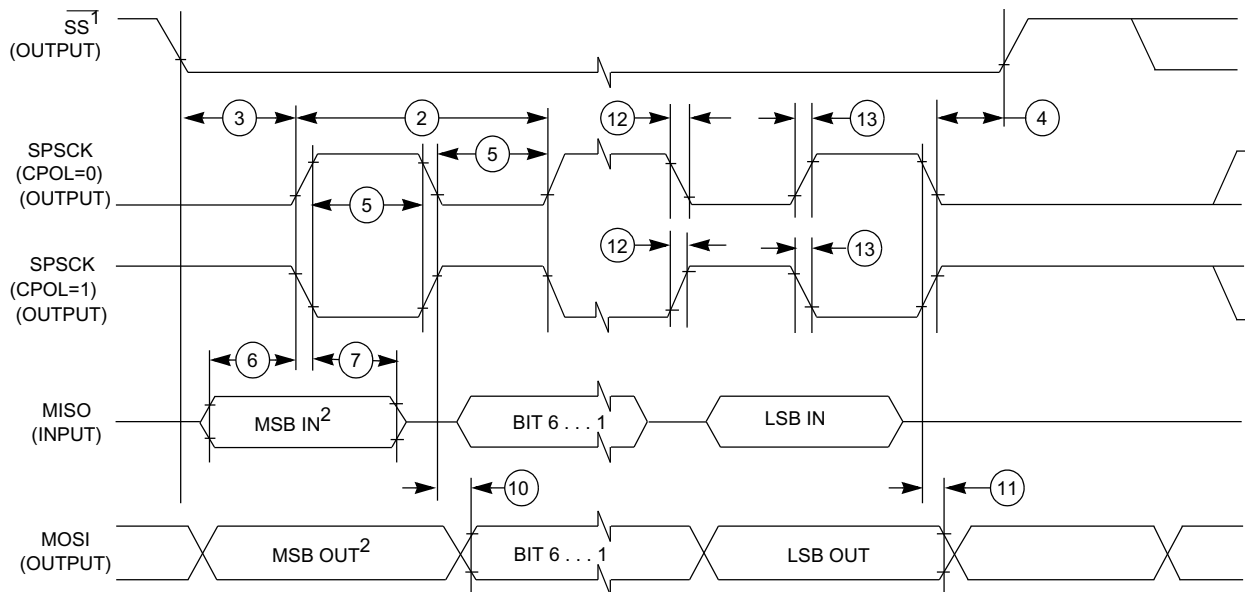 SS1
(OUTPUT)
3
2
12
13
4
SPSCK
(CPOL=0)
(OUTPUT)
5
5
SPSCK
(CPOL=1)
(OUTPUT)
12
13
6
7
MISO
(INPUT)
MSB IN2
BIT 6 . . . 1
LSB IN
10
11
MOSI
(OUTPUT)
MSB OUT2
BIT 6 . . . 1
LSB OUT